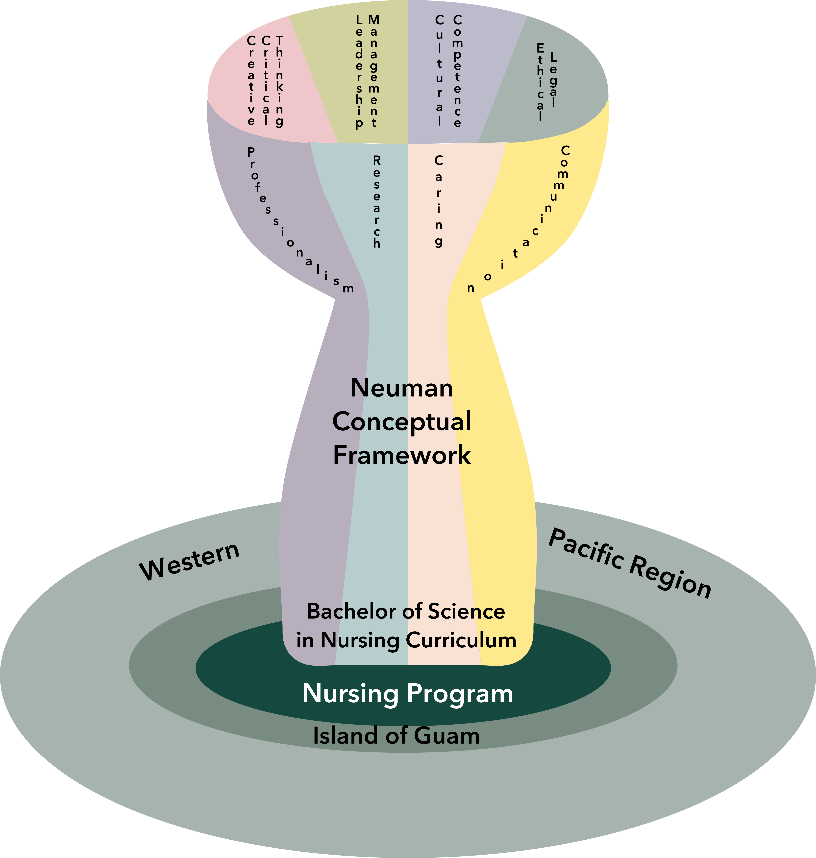 Creative
Critical
Thinking
Leadership
Management
Cultural
Competence
Ethical
Legal
Professionalism
Research
Caring
Communication
Neuman
Conceptual
Framework
Western
Pacific Region
Bachelor of Science
in Nursing Curriculum
Nursing Program
Island of Guam